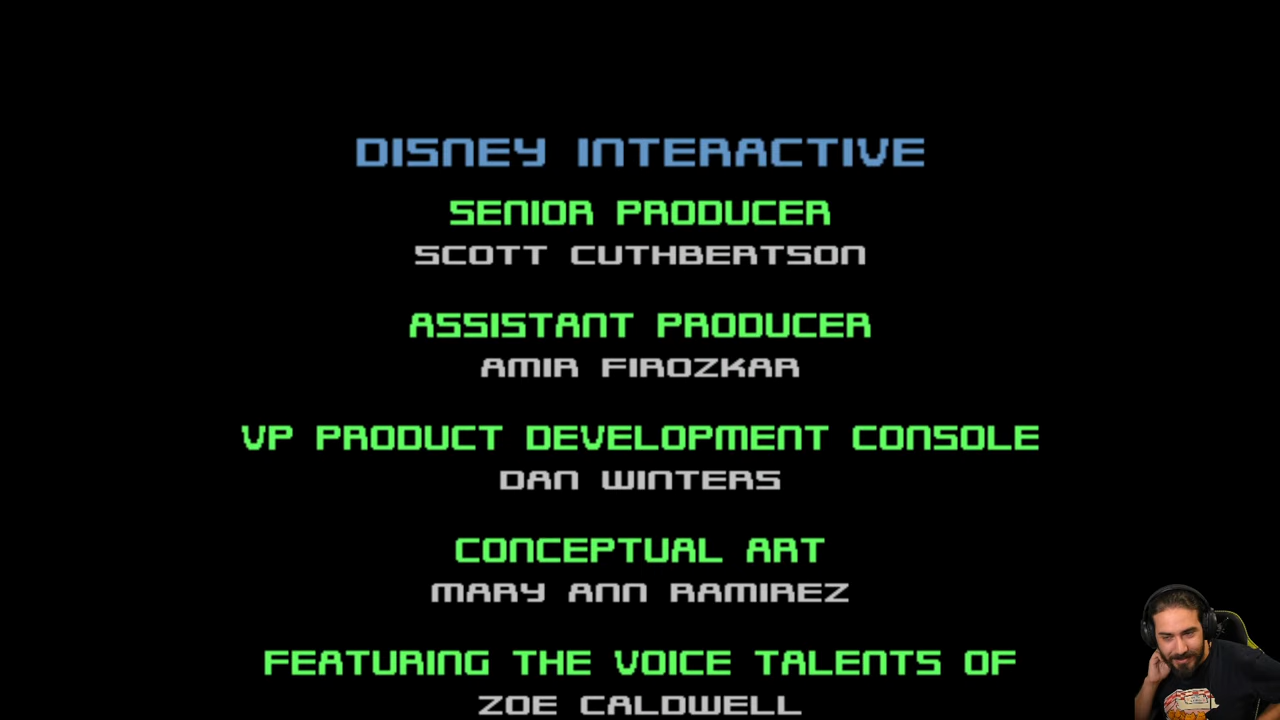 DISNEY INTERACTIVE
SENIOR PRODUCER
SCOTT CUTHBERTSON
ASSISTANT PRODUCER
AMIR FIROZKAR
VP PRODUCT DEVELOPMENT CONSOLE
DAN WINTERS
CONCEPTUAL ART
MARY ANN RAMIREZ
FEATURING THE VOICE TALENTS OF
ZOE CALDWELL